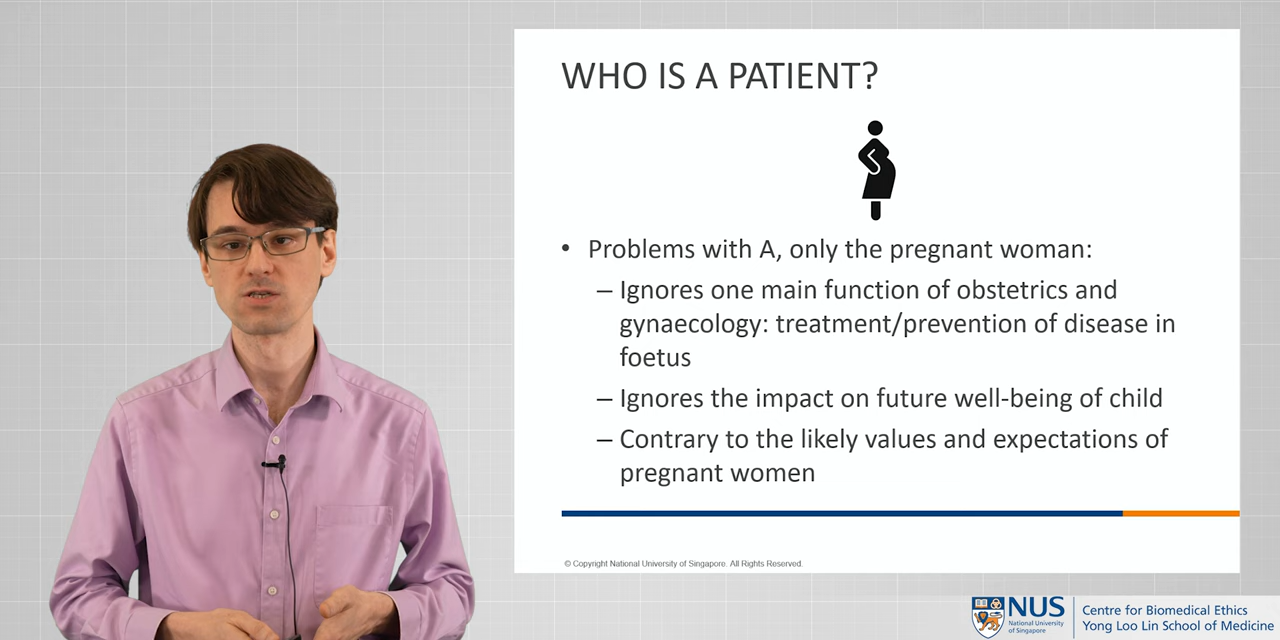 WHO IS A PATIENT?
• Problems with A, only the pregnant woman:
– Ignores one main function of obstetrics and
gynaecology: treatment/prevention of disease in
foetus
– Ignores the impact on future well-being of child
– Contrary to the likely values and expectations of
pregnant women
© Copyright National University of Singapore. All Rights Reserved.
NUS
National University
of Singapore
Centre for Biomedical Ethics
Yong Loo Lin School of Medicine